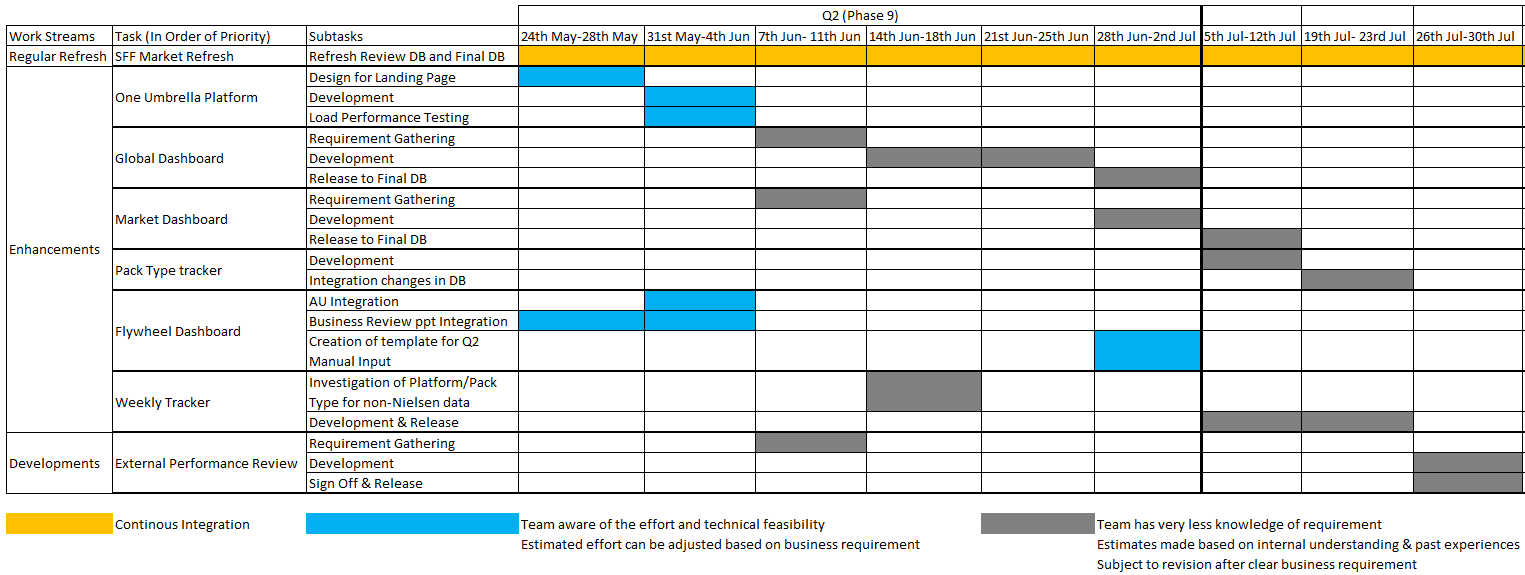 Q2 (Phase 9)
Work Streams Task (In Order of Priority) Subtasks 24th May-28th May 31st May-4th Jun 7th Jun- 11th Jun 14th Jun-18th Jun 21st Jun-25th Jun 28th Jun-2nd Jul 5th Jul-12th Jul 19th Jul- 23rd Jul 26th Jul-30th Jul
Regular Refresh SFF Market Refresh Refresh Review DB and Final DB
Enhancements
One Umbrella Platform
Design for Landing Page
Development
Load Performance Testing
Global Dashboard
Requirement Gathering
Development
Release to Final DB
Market Dashboard
Requirement Gathering
Development
Release to Final DB
Pack Type tracker
Development
Integration changes in DB
Flywheel Dashboard
AU Integration
Business Review ppt Integration
Creation of template for Q2
Manual Input
Weekly Tracker
Investigation of Platform/Pack
Type for non-Nielsen data
Development & Release
Developments
External Performance Review
Requirement Gathering
Development
Sign Off & Release
Continous Integration
Team aware of the effort and technical feasibility
Estimated effort can be adjusted based on business requirement
Team has very less knowledge of requirement
Estimates made based on internal understanding & past experiences
Subject to revision after clear business requirement